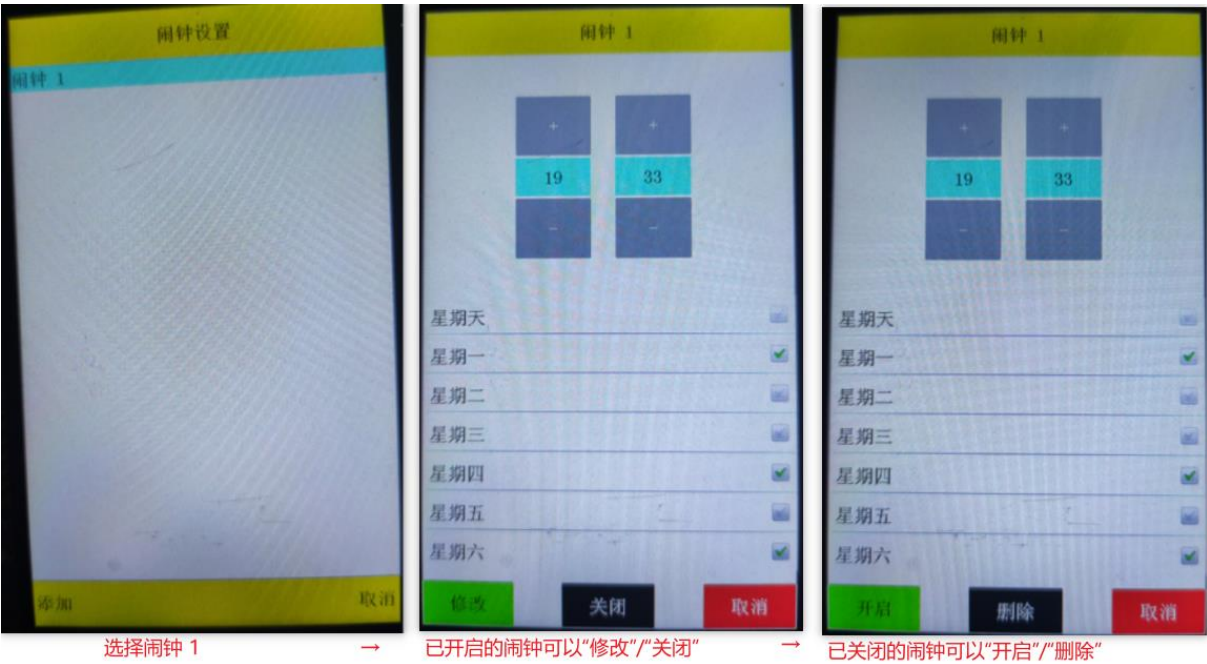 闹钟设置
闹钟 1
添加
取消
闹钟 1
+ +
19 33
- -
星期天
星期一
星期二
星期三
星期四
星期五
星期六
修改 关闭 取消
闹钟 1
+ +
19 33
- -
星期天
星期一
星期二
星期三
星期四
星期五
星期六
开启 删除 取消
选择闹钟 1 →
已开启的闹钟可以“修改”/“关闭” →
已关闭的闹钟可以“开启”/“删除”